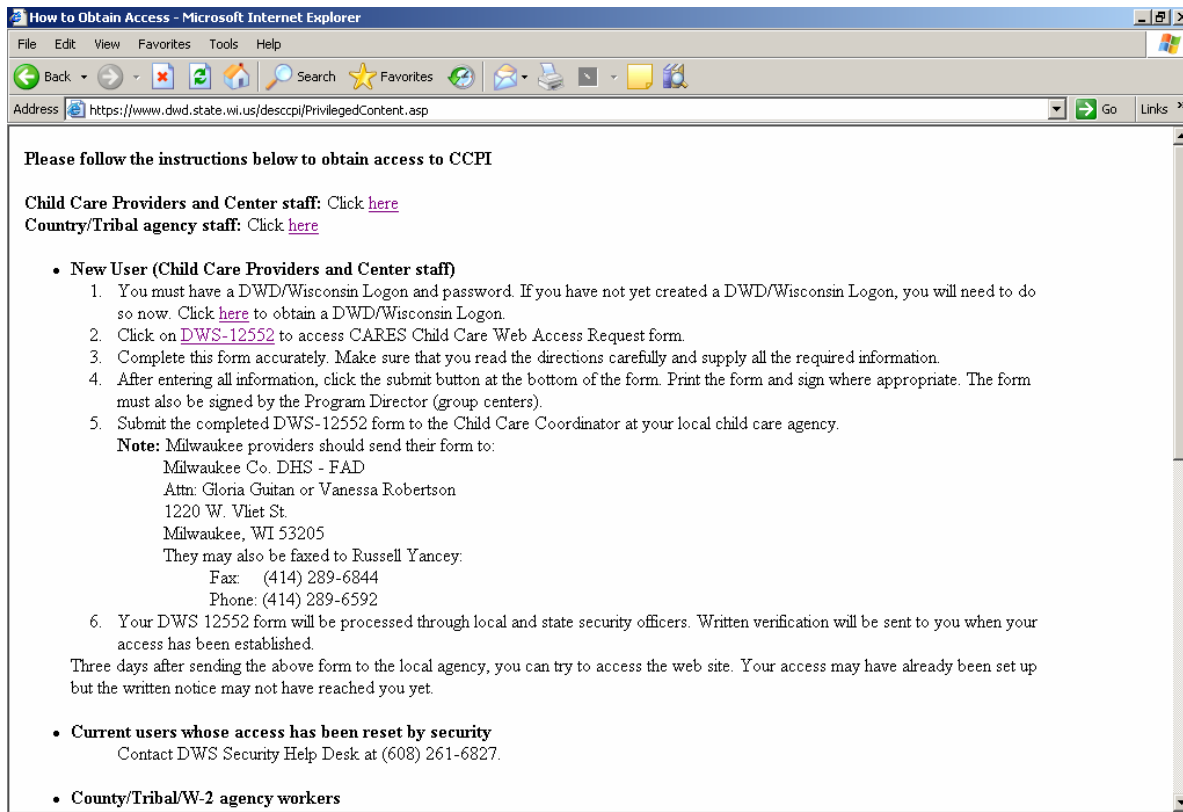 How to Obtain Access - Microsoft Internet Explorer
File Edit View Favorites Tools Help
Back Search Favorites
Address https://www.dwd.state.wi.us/desccpi/PrivilegedContent.asp Go Links »
Please follow the instructions below to obtain access to CCPI
Child Care Providers and Center staff: Click here
Country/Tribal agency staff: Click here
• New User (Child Care Providers and Center staff)
1. You must have a DWD/Wisconsin Logon and password. If you have not yet created a DWD/Wisconsin Logon, you will need to do
so now. Click here to obtain a DWD/Wisconsin Logon.
2. Click on DWS-12552 to access CARES Child Care Web Access Request form.
3. Complete this form accurately. Make sure that you read the directions carefully and supply all the required information.
4. After entering all information, click the submit button at the bottom of the form. Print the form and sign where appropriate. The form
must also be signed by the Program Director (group centers).
5. Submit the completed DWS-12552 form to the Child Care Coordinator at your local child care agency.
Note: Milwaukee providers should send their form to:
Milwaukee Co. DHS - FAD
Attn: Gloria Guitan or Vanessa Robertson
1220 W. Vliet St.
Milwaukee, WI 53205
They may also be faxed to Russell Yancey:
Fax: (414) 289-6844
Phone: (414) 289-6592
6. Your DWS 12552 form will be processed through local and state security officers. Written verification will be sent to you when your
access has been established.
Three days after sending the above form to the local agency, you can try to access the web site. Your access may have already been set up
but the written notice may not have reached you yet.
• Current users whose access has been reset by security
Contact DWS Security Help Desk at (608) 261-6827.
• County/Tribal/W-2 agency workers